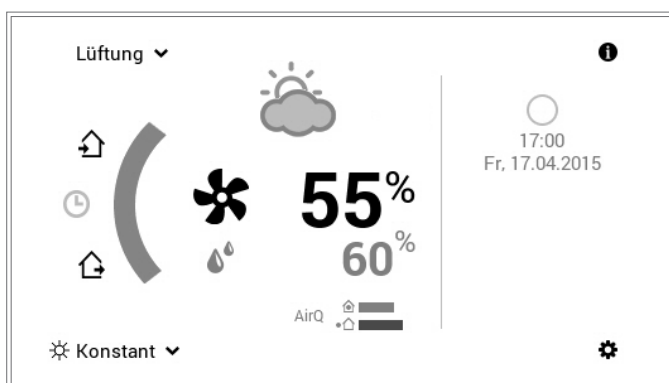 Lüftung
17:00
Fr, 17.04.2015
55%
60%
AirQ
Konstant